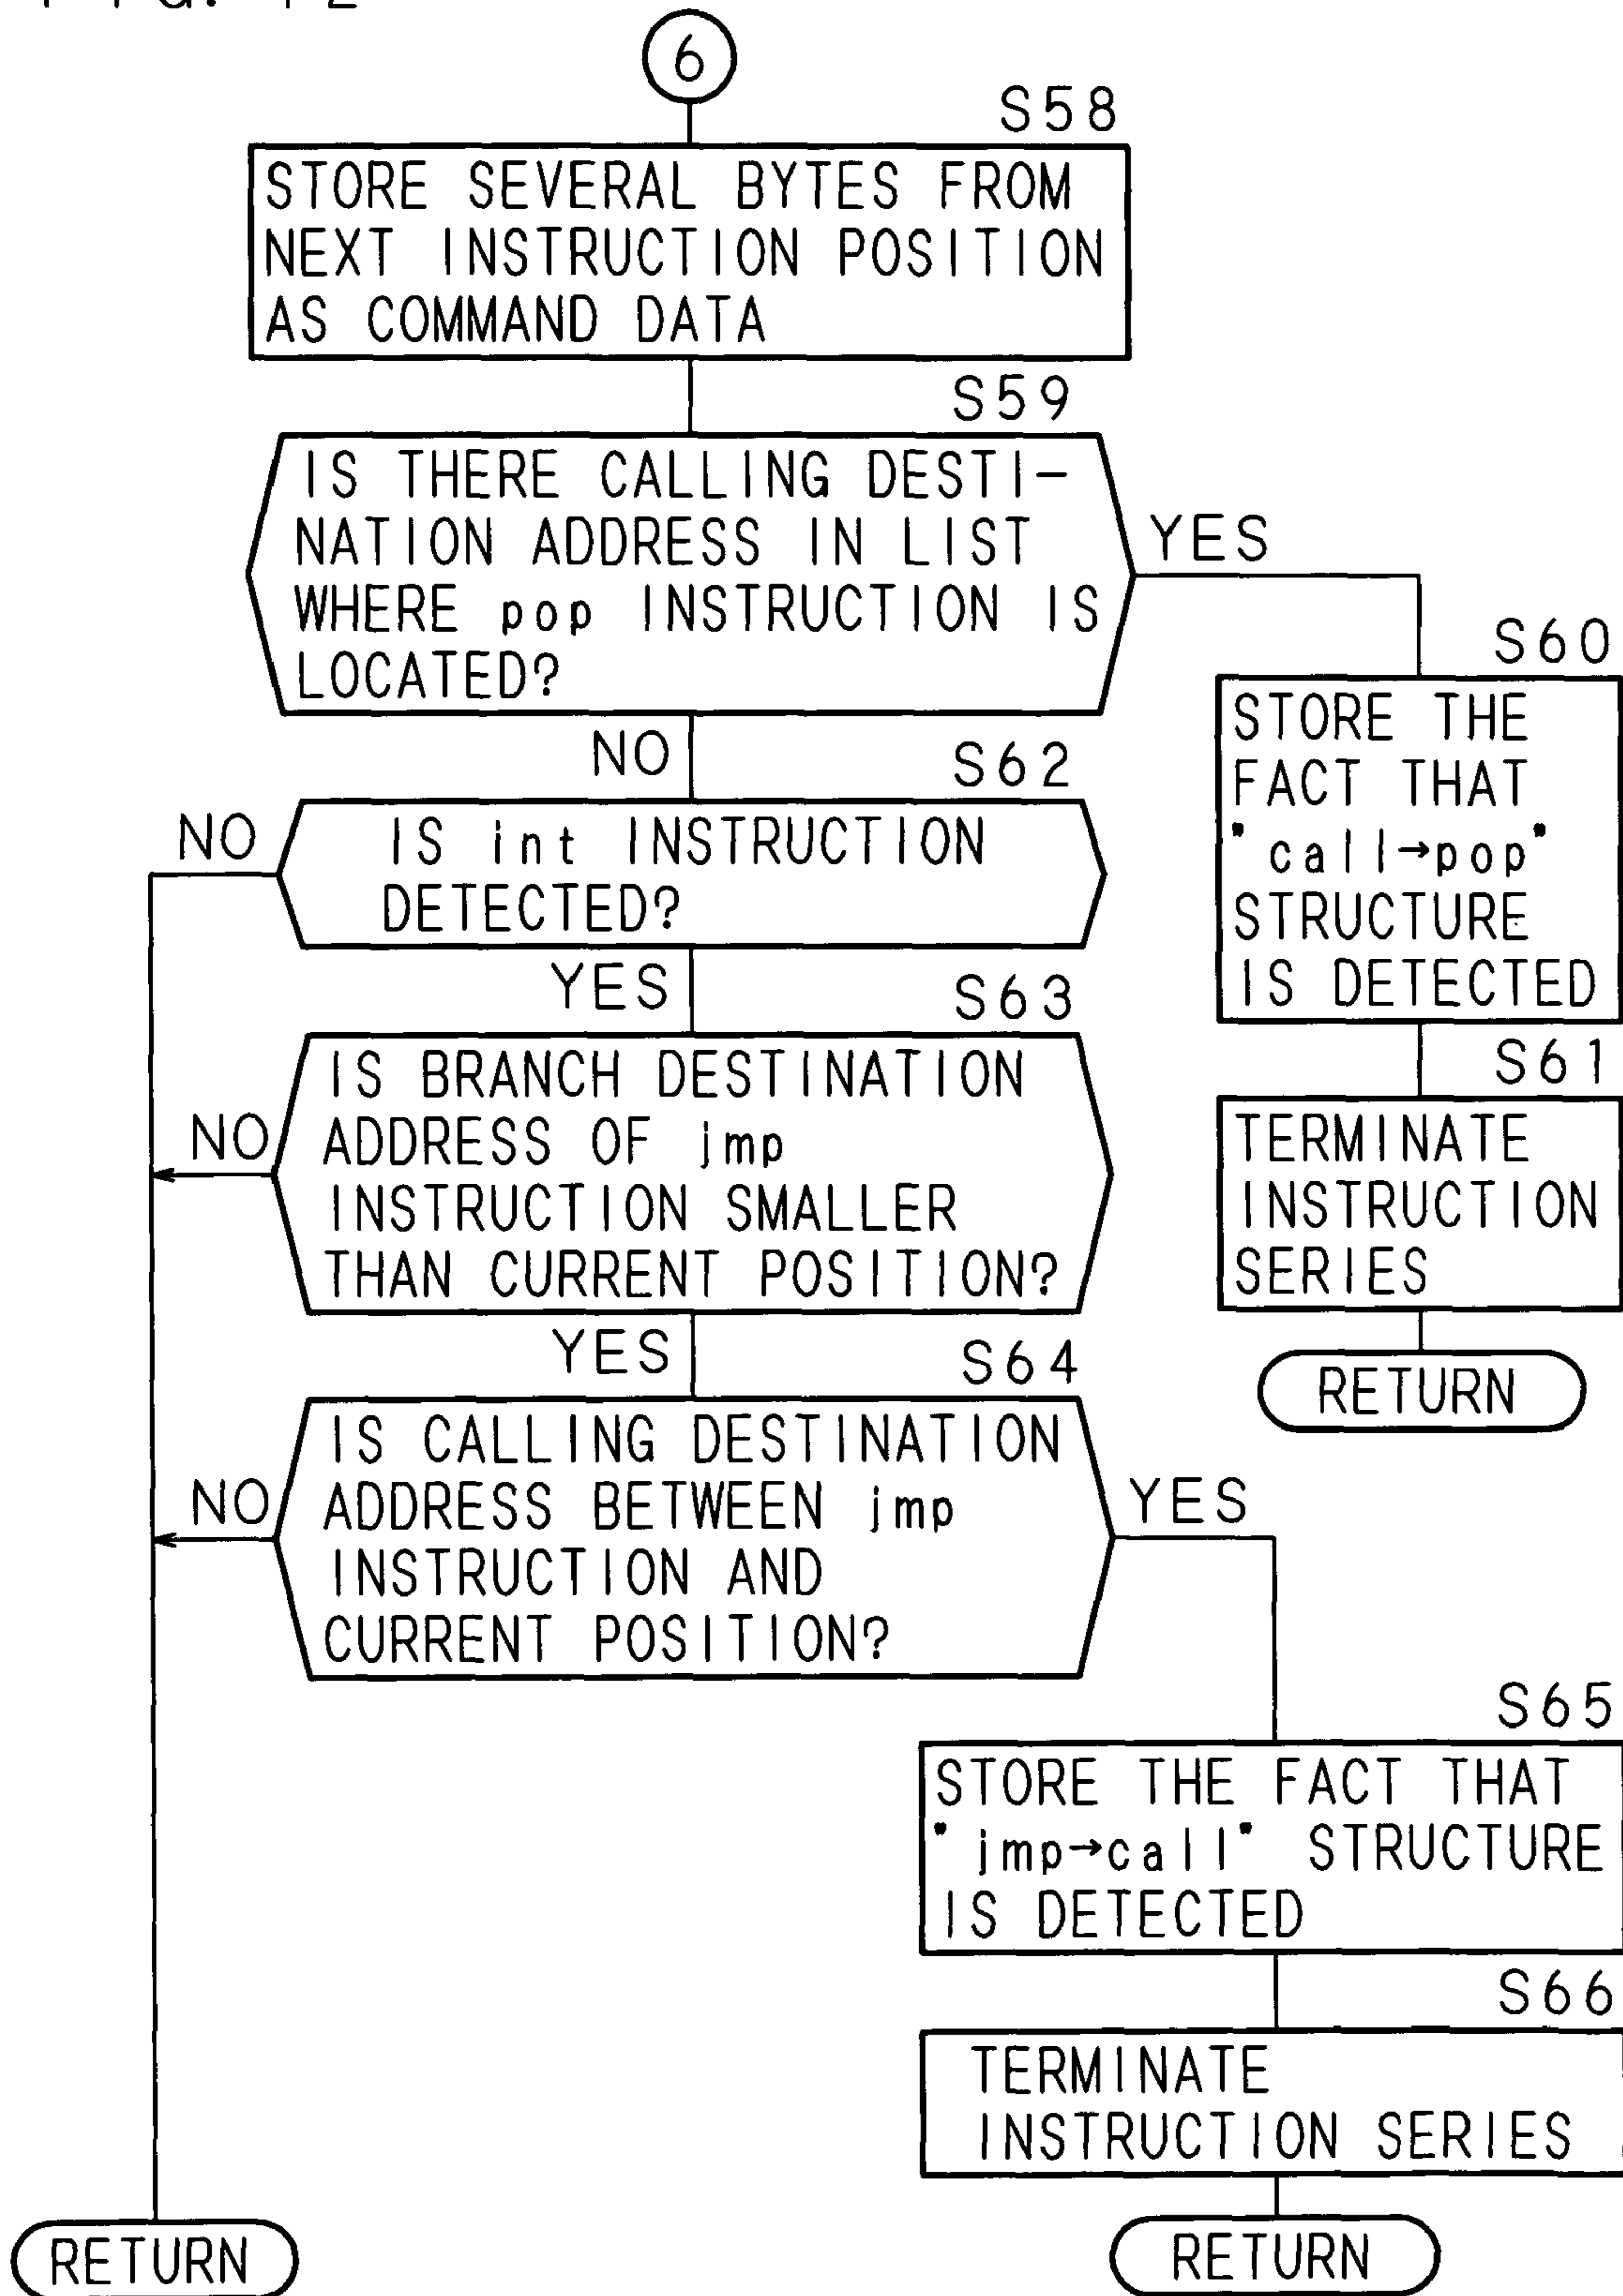 FIG. 12
6
S58
STORE SEVERAL BYTES FROM
NEXT INSTRUCTION POSITION
AS COMMAND DATA
S59
IS THERE CALLING DESTI-
NATION ADDRESS IN LIST
WHERE pop INSTRUCTION IS
LOCATED?
YES
S60
STORE THE
FACT THAT
"call→pop"
STRUCTURE
IS DETECTED
S61
TERMINATE
INSTRUCTION
SERIES
RETURN
NO
S62
IS int INSTRUCTION
DETECTED?
NO
YES
S63
IS BRANCH DESTINATION
ADDRESS OF jmp
INSTRUCTION SMALLER
THAN CURRENT POSITION?
NO
YES
S64
IS CALLING DESTINATION
ADDRESS BETWEEN jmp
INSTRUCTION AND
CURRENT POSITION?
NO
YES
S65
STORE THE FACT THAT
"jmp→call" STRUCTURE
IS DETECTED
S66
TERMINATE
INSTRUCTION SERIES
RETURN
RETURN